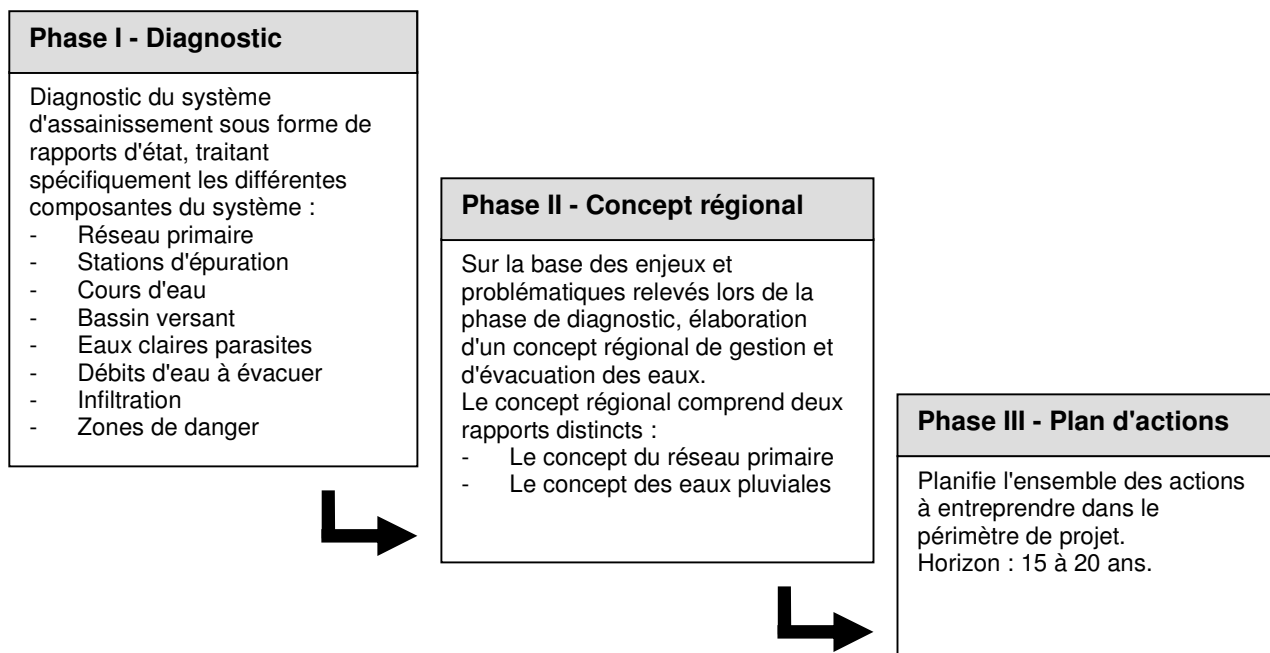 Phase I - Diagnostic
Diagnostic du système
d'assainissement sous forme de
rapports d'état, traitant
spécifiquement les différentes
composantes du système :
- Réseau primaire
- Stations d'épuration
- Cours d'eau
- Bassin versant
- Eaux claires parasites
- Débits d'eau à évacuer
- Infiltration
- Zones de danger
Phase II - Concept régional
Sur la base des enjeux et
problématiques relevés lors de la
phase de diagnostic, élaboration
d'un concept régional de gestion et
d'évacuation des eaux.
Le concept régional comprend deux
rapports distincts :
- Le concept du réseau primaire
- Le concept des eaux pluviales
Phase III - Plan d'actions
Planifie l'ensemble des actions
à entreprendre dans le
périmètre de projet.
Horizon : 15 à 20 ans.